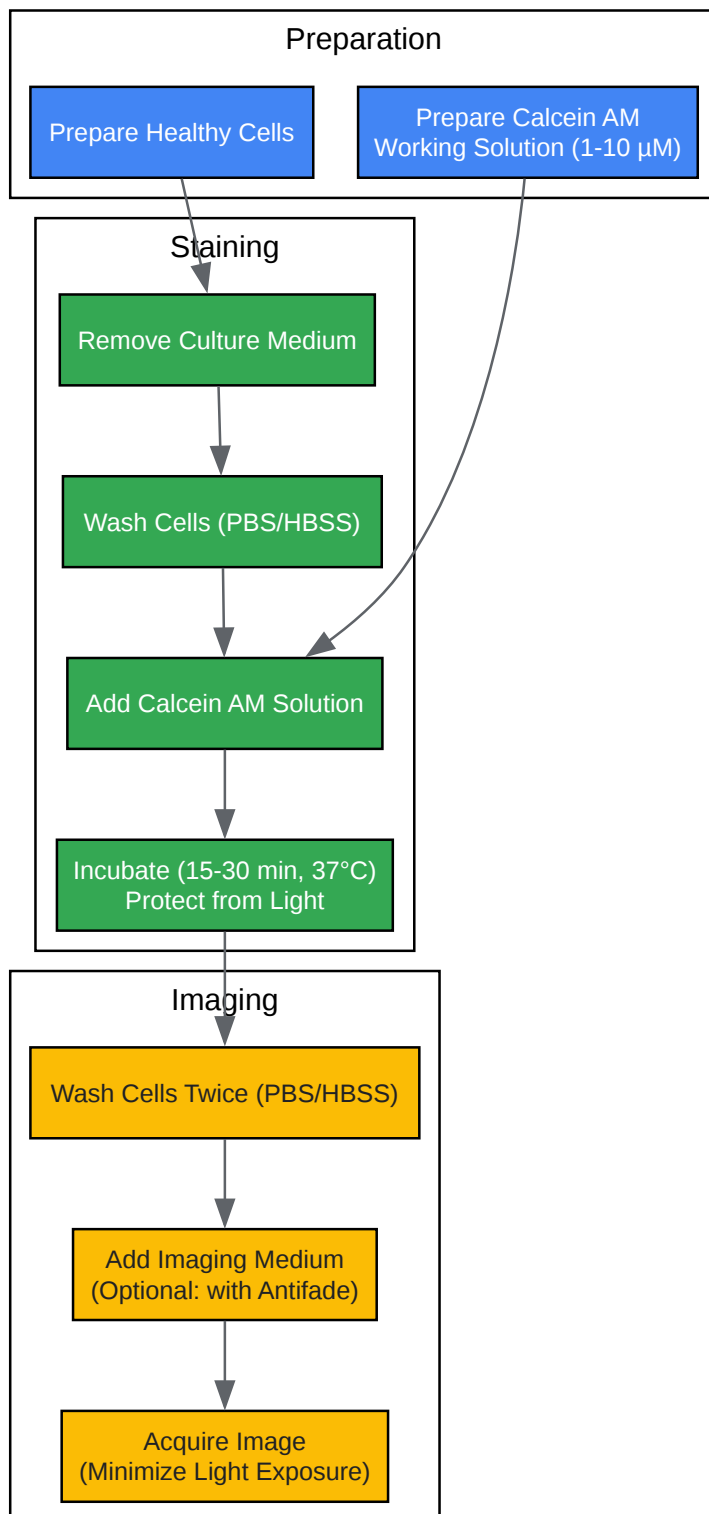 Preparation
Prepare Healthy Cells
Prepare Calcein AM
Working Solution (1-10 µM)
Staining
Remove Culture Medium
Wash Cells (PBS/HBSS)
Add Calcein AM Solution
Incubate (15-30 min, 37°C)
Protect from Light
Imaging
Wash Cells Twice (PBS/HBSS)
Add Imaging Medium
(Optional: with Antifade)
Acquire Image
(Minimize Light Exposure)